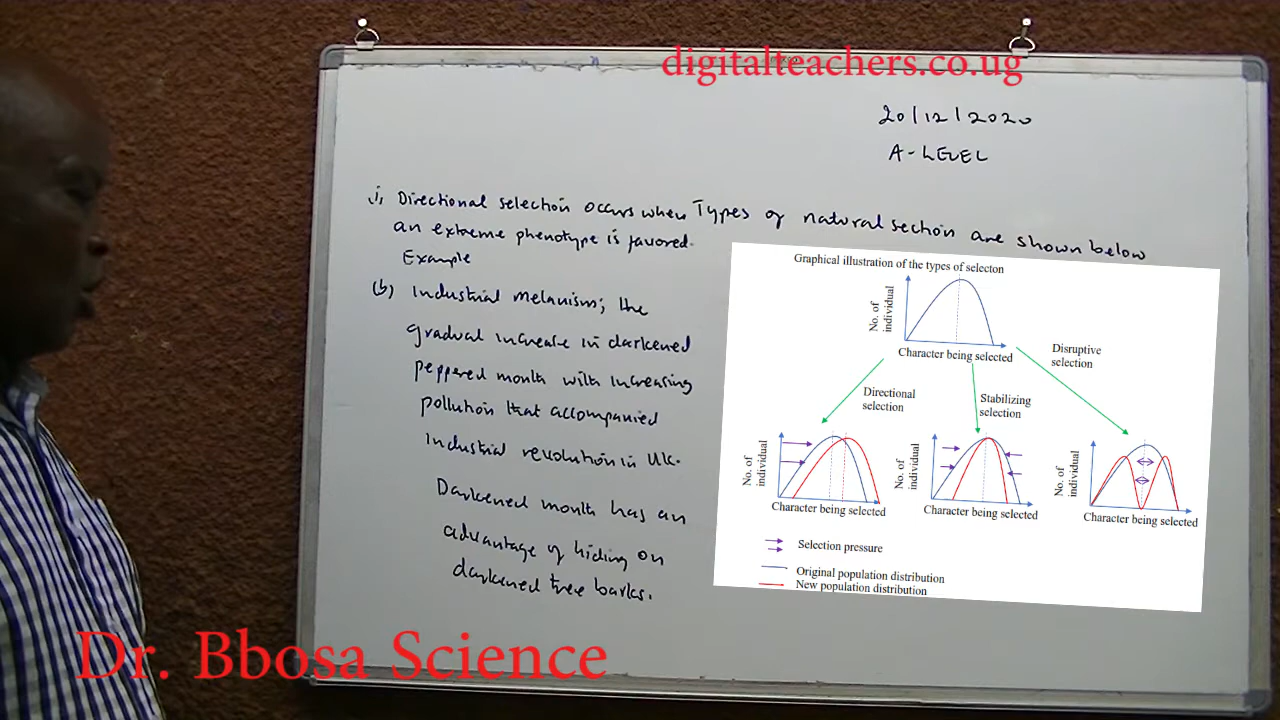 digitalteachers.co.ug
20/12/2020
A-LEVEL
Types of natural section are shown below
i, Directional selection occurs when
an extreme phenotype is favored.
Example
(b) Industrial melanism; the
gradual increase in darkened
peppered month with increasing
pollution that accompanied
industrial revolution in UK.
Darkened month has an
advantage of hiding on
darkened tree barks.
Graphical illustration of the types of selecton
No. of
individual
Character being selected
Directional
selection
Stabilizing
selection
Disruptive
selection
No. of
individual
Character being selected
No. of
individual
Character being selected
No. of
individual
Character being selected
Selection pressure
Original population distribution
New population distribution
Dr. Bbosa Science